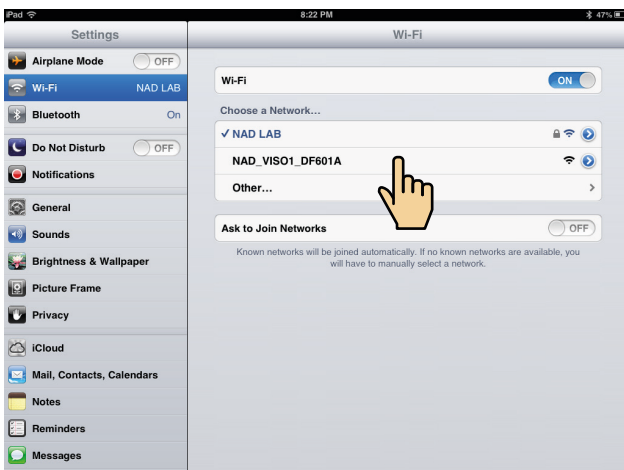 iPad 8:22 PM 47%
Settings
Wi-Fi
Airplane Mode OFF
Wi-Fi NAD LAB
Bluetooth On
Do Not Disturb OFF
Notifications
General
Sounds
Brightness & Wallpaper
Picture Frame
Privacy
iCloud
Mail, Contacts, Calendars
Notes
Reminders
Messages
Wi-Fi ON
Choose a Network...
NAD LAB
NAD_VISO1_DF601A
Other...
Ask to Join Networks OFF
Known networks will be joined automatically. If no known networks are available, you
will have to manually select a network.